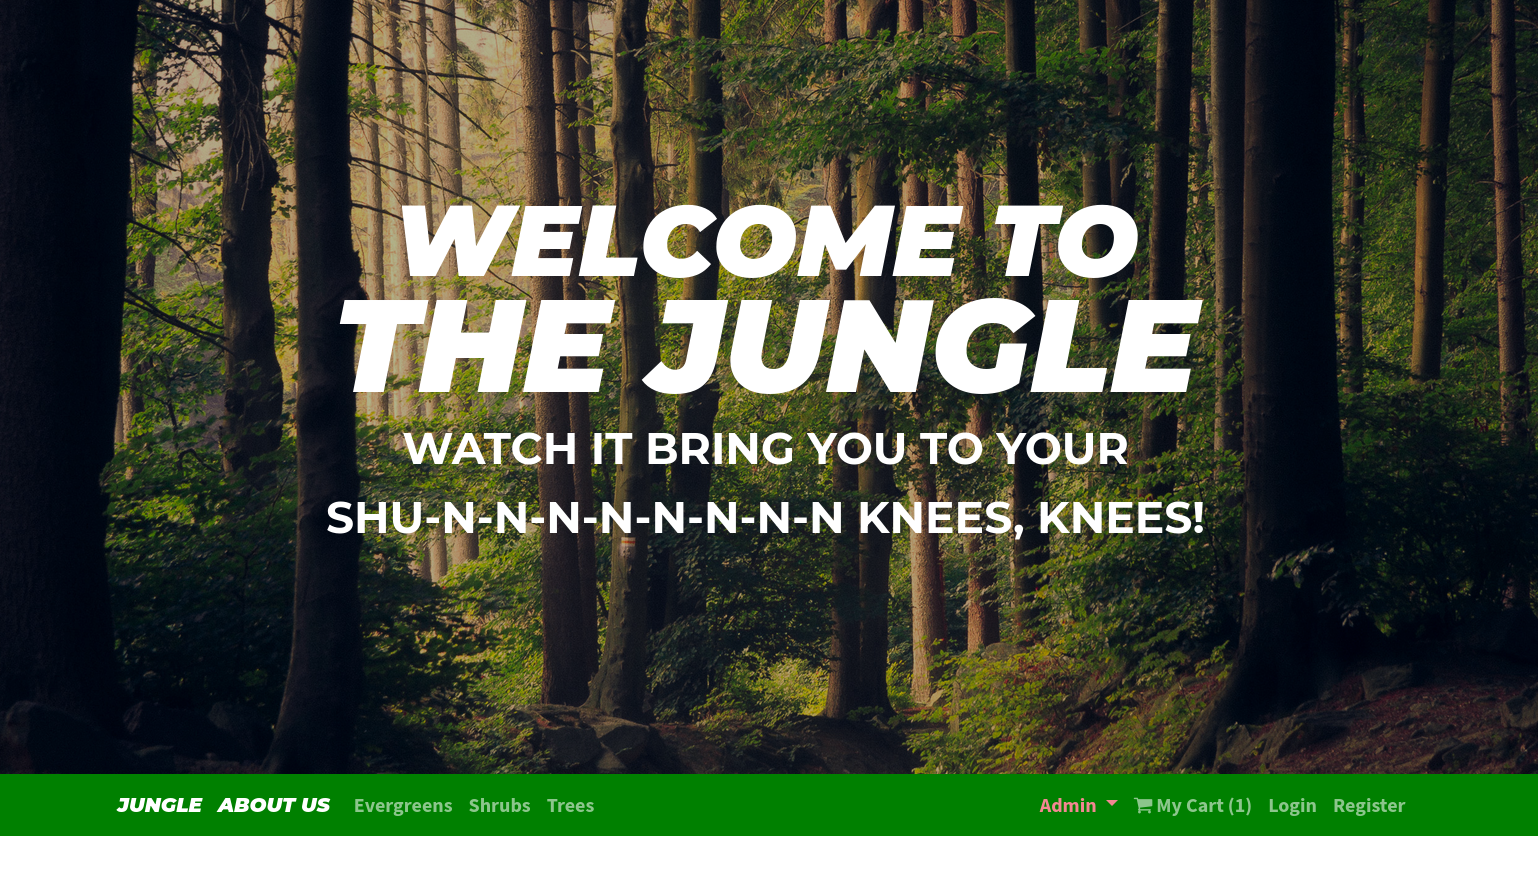 WELCOME TO
THE JUNGLE
WATCH IT BRING YOU TO YOUR
SHU-N-N-N-N-N-N-N-N KNEES, KNEES!
JUNGLE ABOUT US Evergreens Shrubs Trees Admin My Cart (1) Login Register